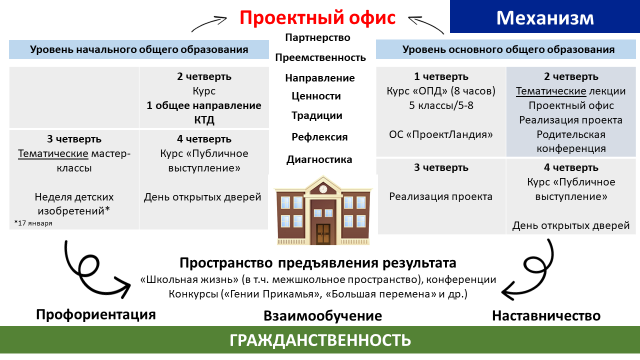 Проектный офис
Механизм
Уровень начального общего образования
2 четверть
Курс
1 общее направление
КТД
3 четверть
Тематические мастер-
классы
Неделя детских
изобретений*
*17 января
4 четверть
Курс «Публичное
выступление»
День открытых дверей
Партнерство
Преемственность
Направление
Ценности
Традиции
Рефлексия
Диагностика
Уровень основного общего образования
1 четверть
Курс «ОПД» (8 часов)
5 классы/5-8
ОС «ПроектЛандия»
2 четверть
Тематические лекции
Проектный офис
Реализация проекта
Родительская
конференция
3 четверть
Реализация проекта
4 четверть
Курс «Публичное
выступление»
День открытых дверей
Пространство предъявления результата
«Школьная жизнь» (в т.ч. межшкольное пространство), конференции
Конкурсы («Гении Прикамья», «Большая перемена» и др.)
Профориентация
Взаимообучение
Наставничество
ГРАЖДАНСТВЕННОСТЬ